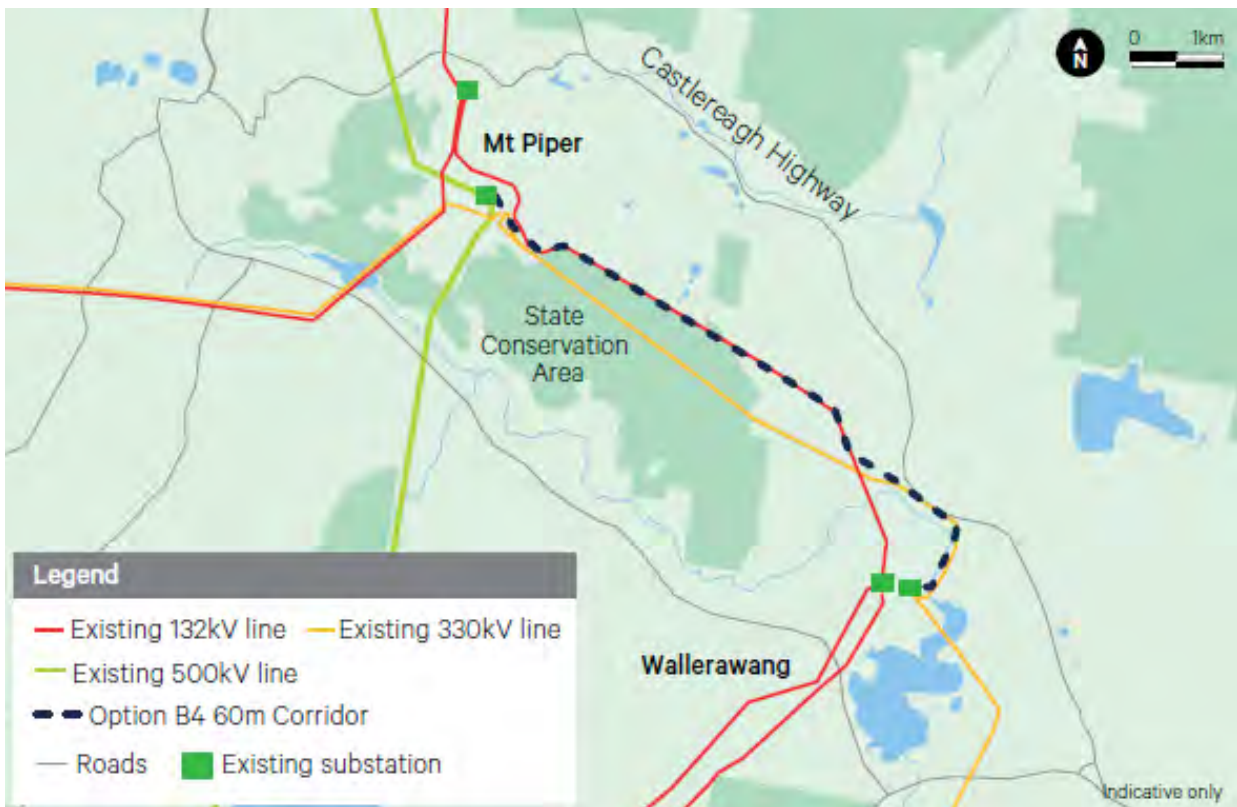 0 1km
N
Castlereagh Highway
Mt Piper
State
Conservation
Area
Wallerawang
Legend
Existing 132kV line Existing 330kV line
Existing 500kV line
Option B4 60m Corridor
Roads Existing substation
Indicative only